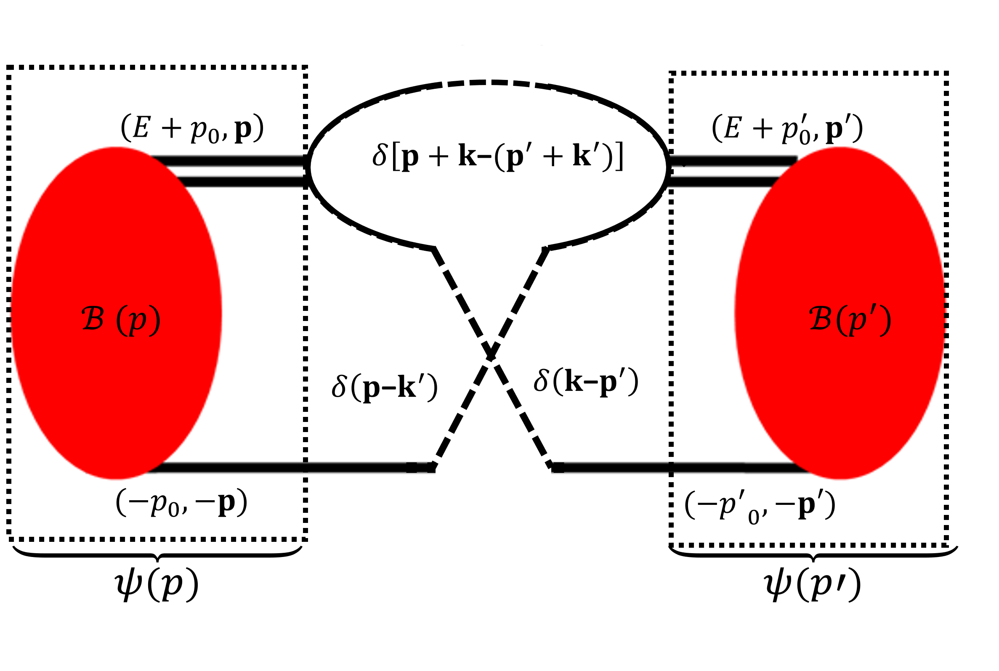 (E + p₀, 𝐩)
(E + p′₀, 𝐩′)
δ[𝐩 + 𝐤−(𝐩′ + 𝐤′)]
ℬ (p)
ℬ(p′)
δ(𝐩−𝐤′)
δ(𝐤−𝐩′)
(−p₀, −𝐩)
(−p′₀, −𝐩′)
ψ(p)
ψ(p′)